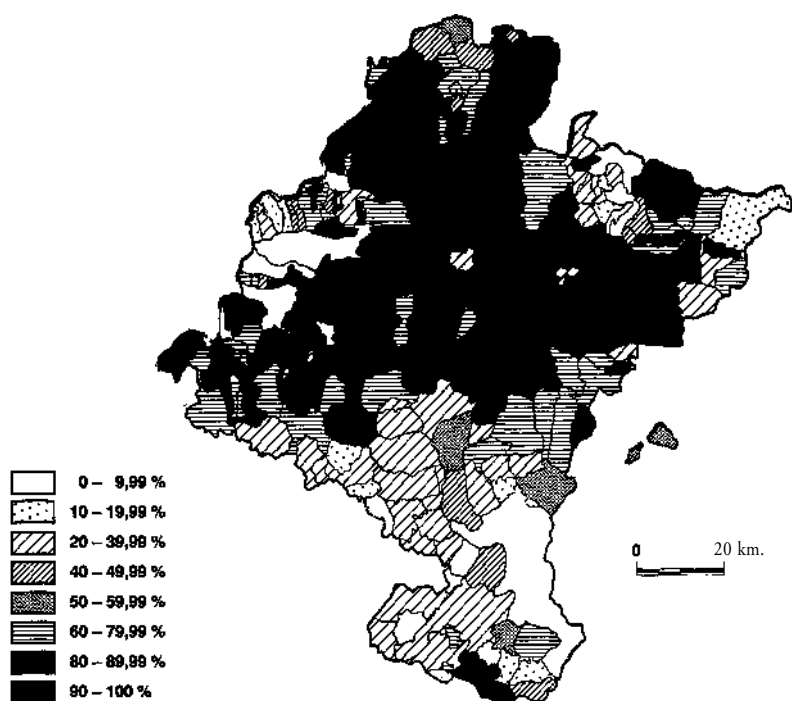 0 – 9,99 %
10 – 19,99 %
20 – 39,99 %
40 – 49,99 %
50 – 59,99 %
60 – 79,99 %
80 – 89,99 %
90 – 100 %
0 20 km.